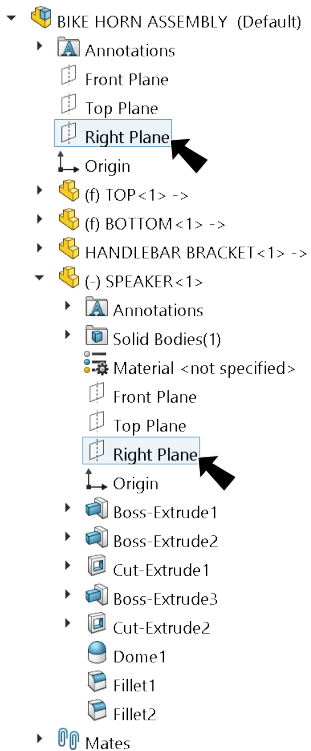 BIKE HORN ASSEMBLY  (Default)
Annotations
Front Plane
Top Plane
Right Plane
Origin
(f) TOP<1> ->
(f) BOTTOM<1> ->
HANDLEBAR BRACKET<1> ->
(-) SPEAKER<1>
Annotations
Solid Bodies(1)
Material <not specified>
Front Plane
Top Plane
Right Plane
Origin
Boss-Extrude1
Boss-Extrude2
Cut-Extrude1
Boss-Extrude3
Cut-Extrude2
Dome1
Fillet1
Fillet2
Mates